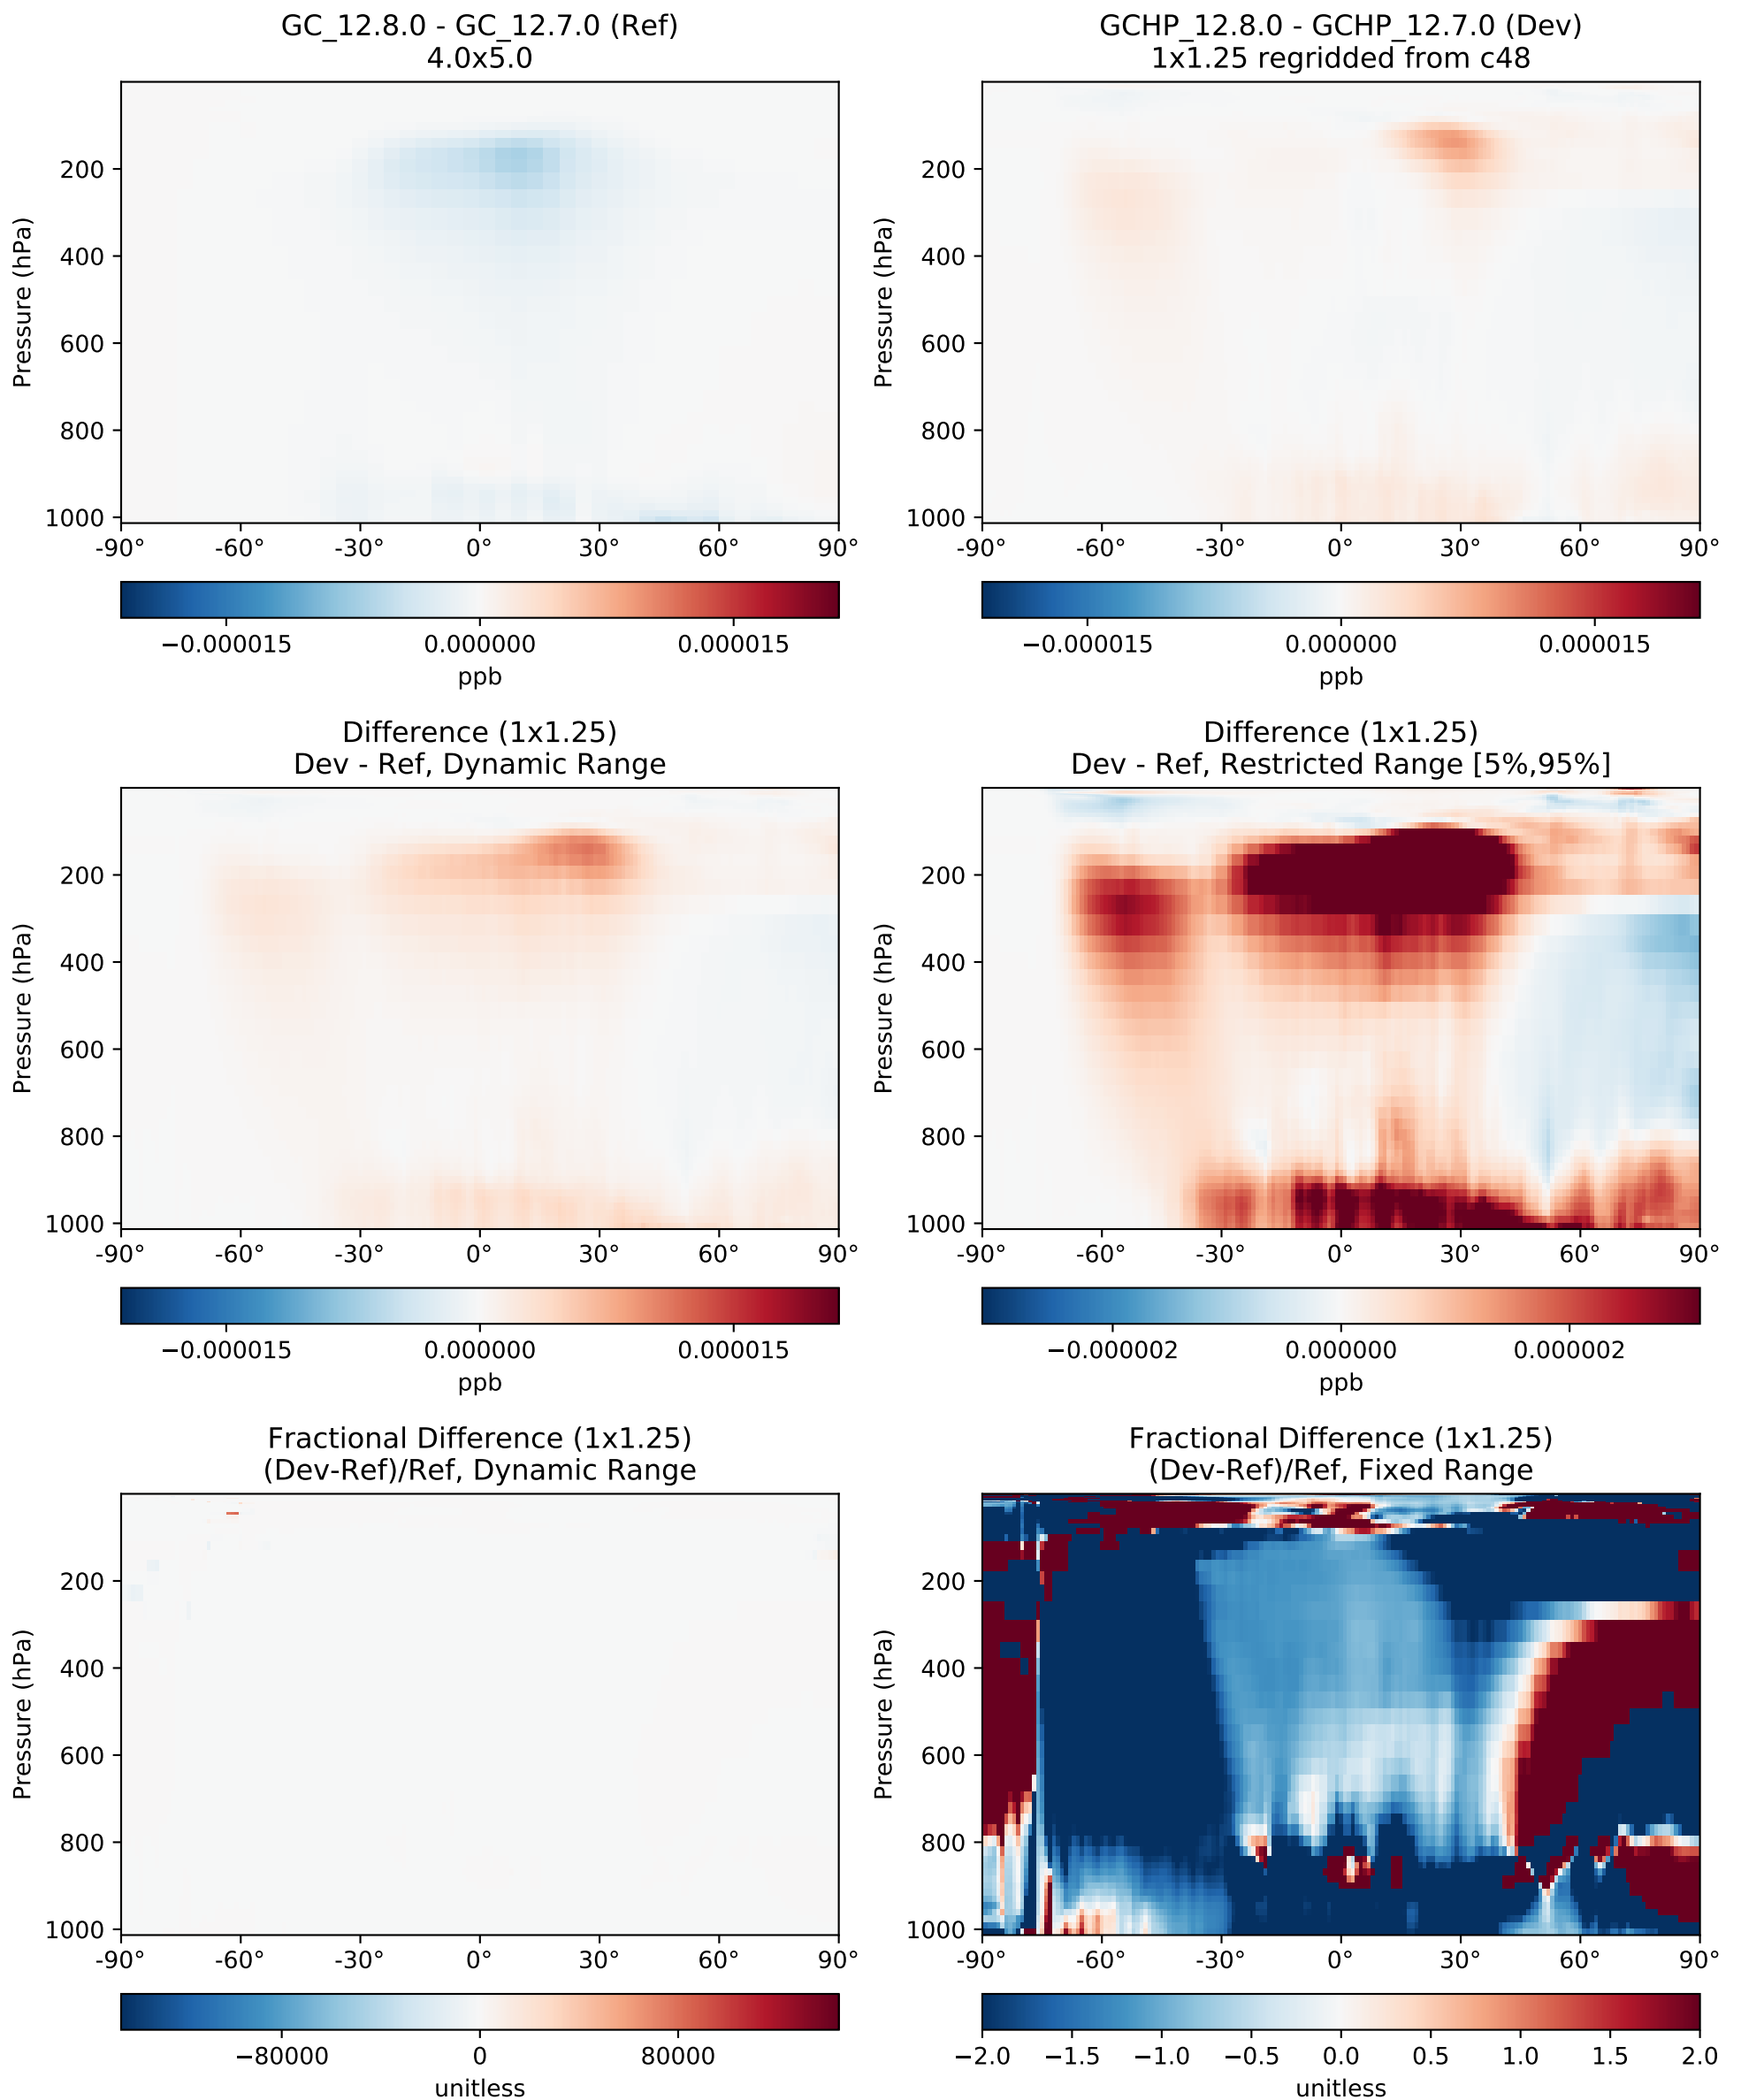 GC_12.8.0 - GC_12.7.0 (Ref)
4.0x5.0
Pressure (hPa)
200
400
600
800
1000
-90° -60° -30° 0° 30° 60° 90°
−0.000015 0.000000 0.000015
ppb
GCHP_12.8.0 - GCHP_12.7.0 (Dev)
1x1.25 regridded from c48
Pressure (hPa)
200
400
600
800
1000
-90° -60° -30° 0° 30° 60° 90°
−0.000015 0.000000 0.000015
ppb
Difference (1x1.25)
Dev - Ref, Dynamic Range
Pressure (hPa)
200
400
600
800
1000
-90° -60° -30° 0° 30° 60° 90°
−0.000015 0.000000 0.000015
ppb
Difference (1x1.25)
Dev - Ref, Restricted Range [5%,95%]
Pressure (hPa)
200
400
600
800
1000
-90° -60° -30° 0° 30° 60° 90°
−0.000002 0.000000 0.000002
ppb
Fractional Difference (1x1.25)
(Dev-Ref)/Ref, Dynamic Range
Pressure (hPa)
200
400
600
800
1000
-90° -60° -30° 0° 30° 60° 90°
−80000 0 80000
unitless
Fractional Difference (1x1.25)
(Dev-Ref)/Ref, Fixed Range
Pressure (hPa)
200
400
600
800
1000
-90° -60° -30° 0° 30° 60° 90°
−2.0 −1.5 −1.0 −0.5 0.0 0.5 1.0 1.5 2.0
unitless